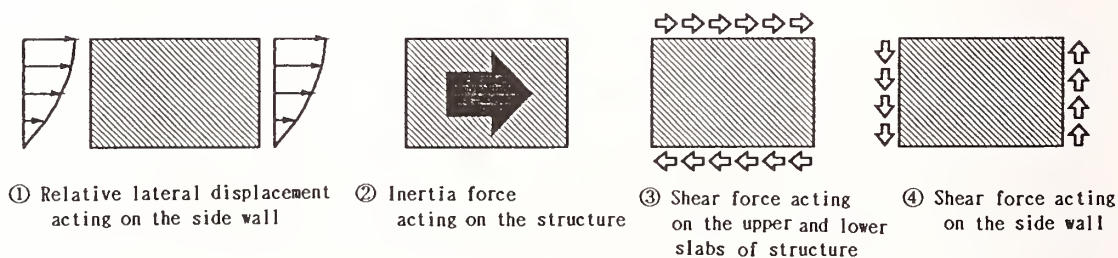 ① Relative lateral displacement
acting on the side wall
② Inertia force
acting on the structure
③ Shear force acting
on the upper and lower
slabs of structure
④ Shear force acting
on the side wall